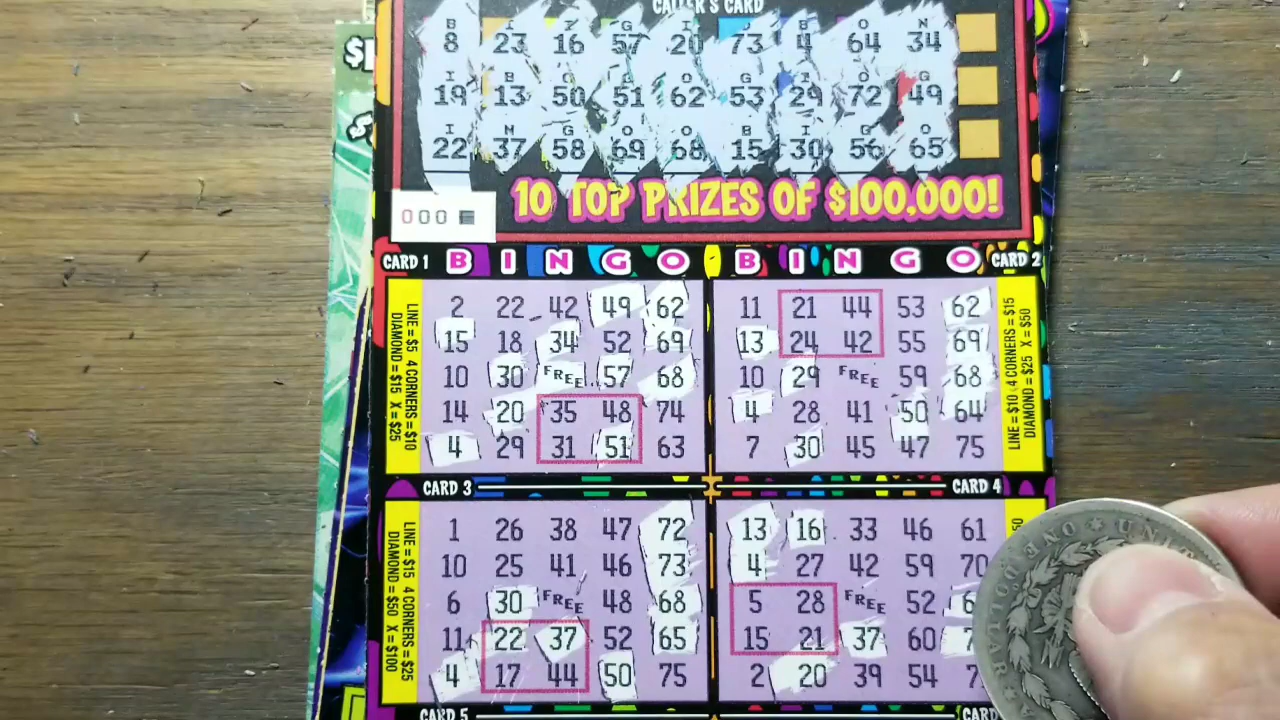 CALLER'S CARD
B I I G I O B O N
8 23 16 57 20 73 4 64 34
I B G G O G I O G
19 13 50 51 62 53 29 72 49
I N G O O B I G O
22 37 58 69 68 15 30 56 65
10 TOP PRIZES OF $100,000!
000
CARD 1 B I N G O B I N G O CARD 2
LINE = $5 4 CORNERS = $10
DIAMOND = $15 X = $25
2 22 42 49 62
15 18 34 52 69
10 30 FREE 57 68
14 20 35 48 74
4 29 31 51 63
11 21 44 53 62
13 24 42 55 69
10 29 FREE 59 68
4 28 41 50 64
7 30 45 47 75
LINE = $10 4 CORNERS = $15
DIAMOND = $25 X = $50
CARD 3 CARD 4
LINE = $15 4 CORNERS = $25
DIAMOND = $50 X = $100
1 26 38 47 72
10 25 41 46 73
6 30 FREE 48 68
11 22 37 52 65
4 17 44 50 75
13 16 33 46 61
4 27 42 59 70
5 28 FREE 52 6
15 21 37 60 7
2 20 39 54 7
50
CARD 5 CARD
ONE DOLLAR
UNIT